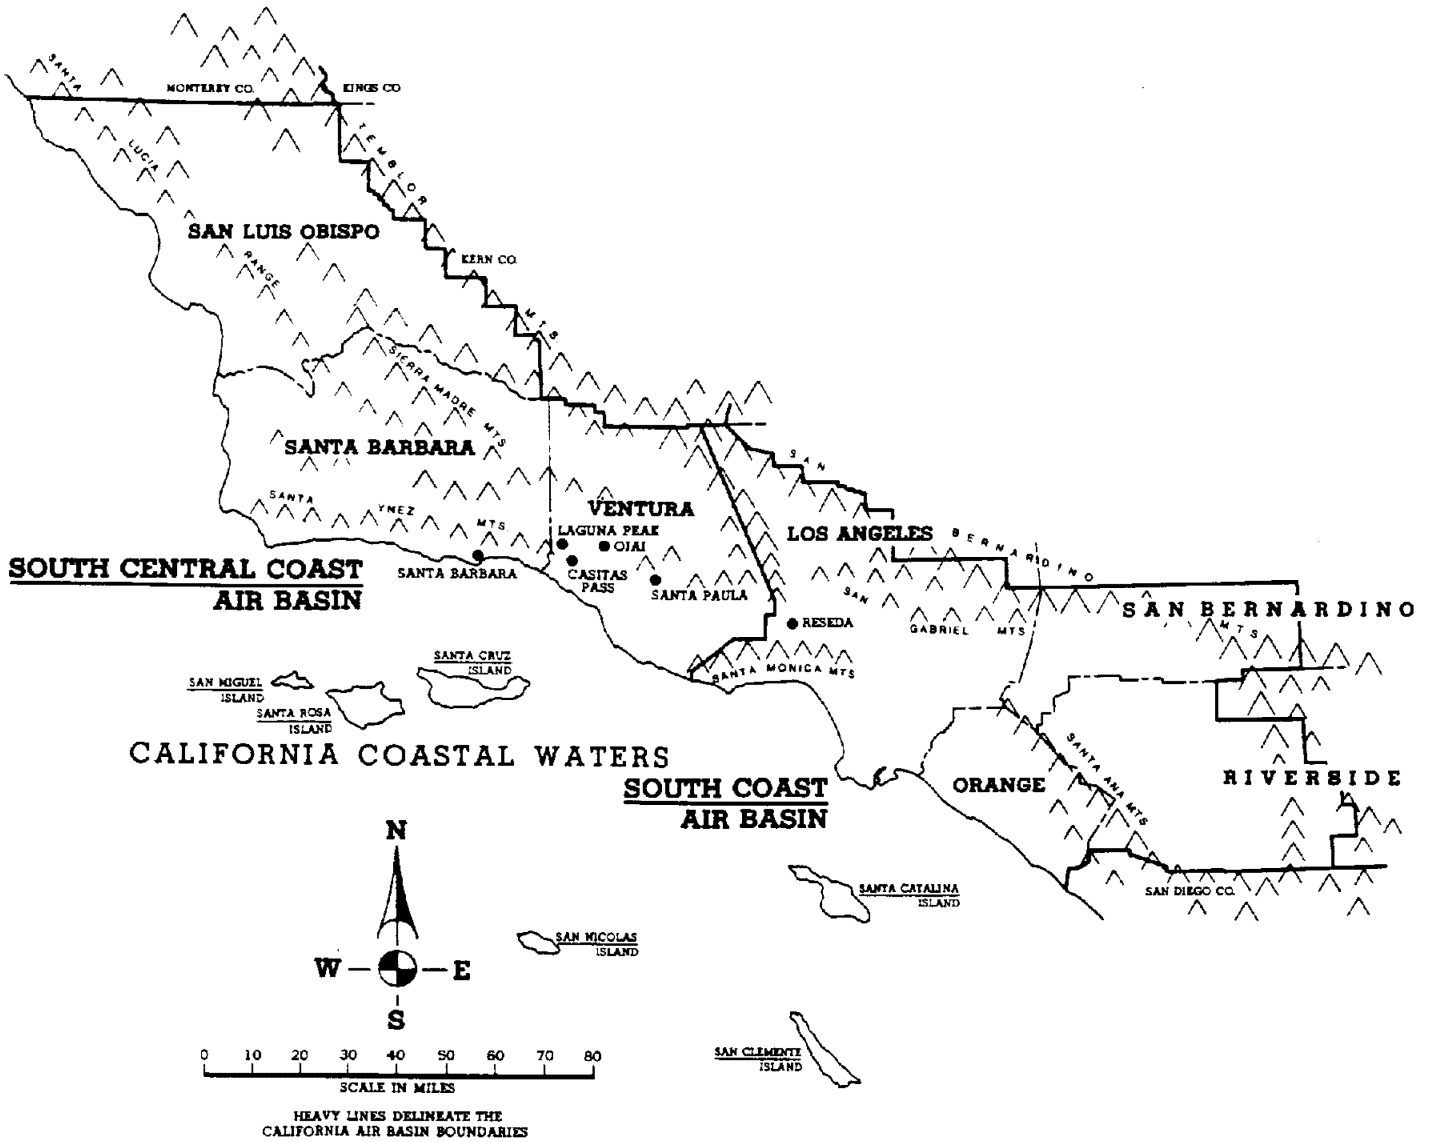 SANTA
MONTEREY CO.
KINGS CO
LUCIA
TEMBLOR
SAN LUIS OBISPO
RANGE
KERN CO.
MTS.
SIERRA MADRE MTS
SANTA BARBARA
SANTA YNEZ MTS.
VENTURA
SAN
LOS ANGELES
BERNARDINO
LAGUNA PEAK
OJAI
SANTA BARBARA
CASITAS
PASS
SANTA PAULA
SOUTH CENTRAL COAST
AIR BASIN
SAN
GABRIEL MTS
SAN BERNARDINO
MTS
RESEDA
SANTA MONICA MTS
SANTA CRUZ
ISLAND
SAN MIGUEL
ISLAND
SANTA ROSA
ISLAND
CALIFORNIA COASTAL WATERS
SANTA ANA MTS
SOUTH COAST
AIR BASIN
ORANGE
RIVERSIDE
SAN DIEGO CO.
SANTA CATALINA
ISLAND
N
W E
S
SAN NICOLAS
ISLAND
SAN CLEMENTE
ISLAND
0 10 20 30 40 50 60 70 80
SCALE IN MILES
HEAVY LINES DELINEATE THE
CALIFORNIA AIR BASIN BOUNDARIES